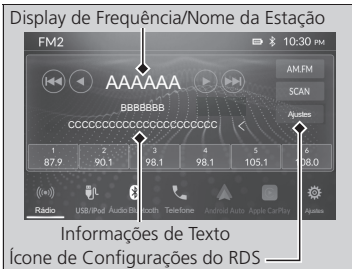 Display de Frequência/Nome da Estação
FM2 10:30 PM
AM.FM
AAAAAA
SCAN
BBBBBBB
Ajustes
CCCCCCCCCCCCCCCCCCCCCCC
1 2 3 4 5 6
87.9 90.1 98.1 98.1 105.1 108.0
Rádio USB/iPod Áudio Bluetooth Telefone Android Auto Apple CarPlay Ajustes
Informações de Texto
Ícone de Configurações do RDS